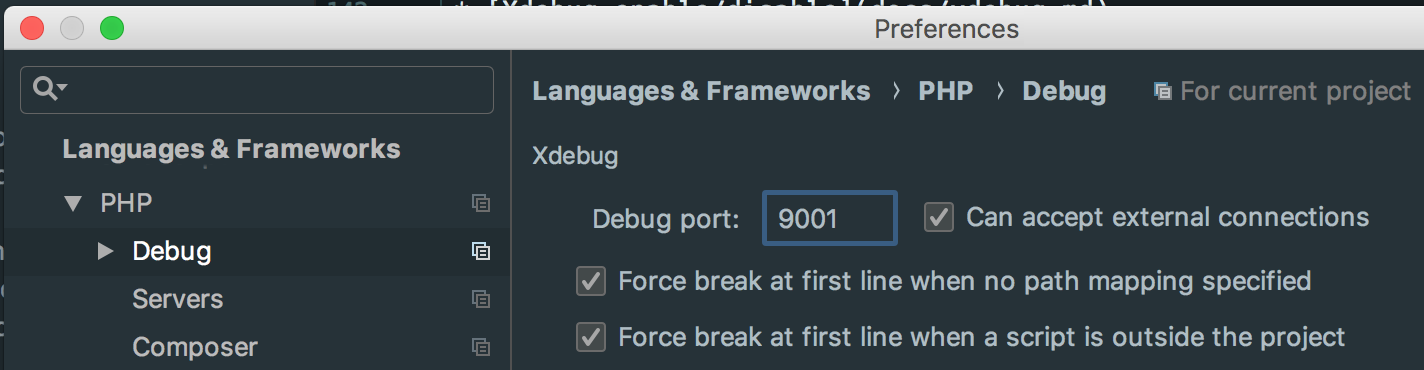 Preferences
Languages & Frameworks › PHP › Debug For current project
Languages & Frameworks
PHP
Debug
Servers
Composer
Xdebug
Debug port: 9001 Can accept external connections
Force break at first line when no path mapping specified
Force break at first line when a script is outside the project